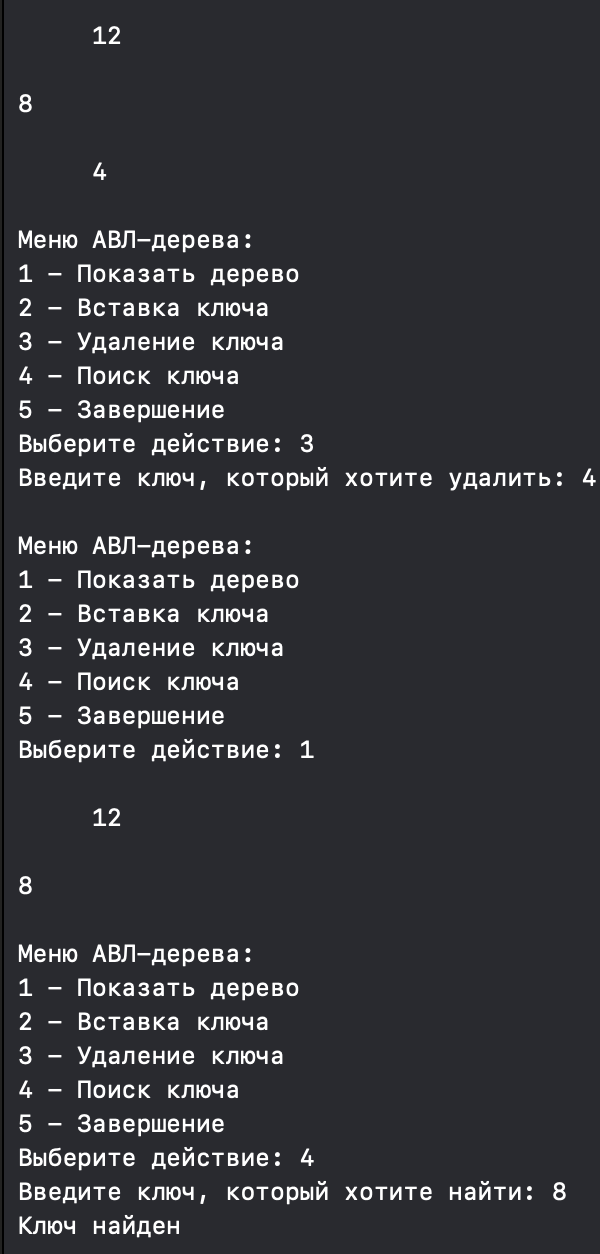 12
8
4
Меню АВЛ–дерева:
1 – Показать дерево
2 – Вставка ключа
3 – Удаление ключа
4 – Поиск ключа
5 – Завершение
Выберите действие: 3
Введите ключ, который хотите удалить: 4
Меню АВЛ–дерева:
1 – Показать дерево
2 – Вставка ключа
3 – Удаление ключа
4 – Поиск ключа
5 – Завершение
Выберите действие: 1
12
8
Меню АВЛ–дерева:
1 – Показать дерево
2 – Вставка ключа
3 – Удаление ключа
4 – Поиск ключа
5 – Завершение
Выберите действие: 4
Введите ключ, который хотите найти: 8
Ключ найден